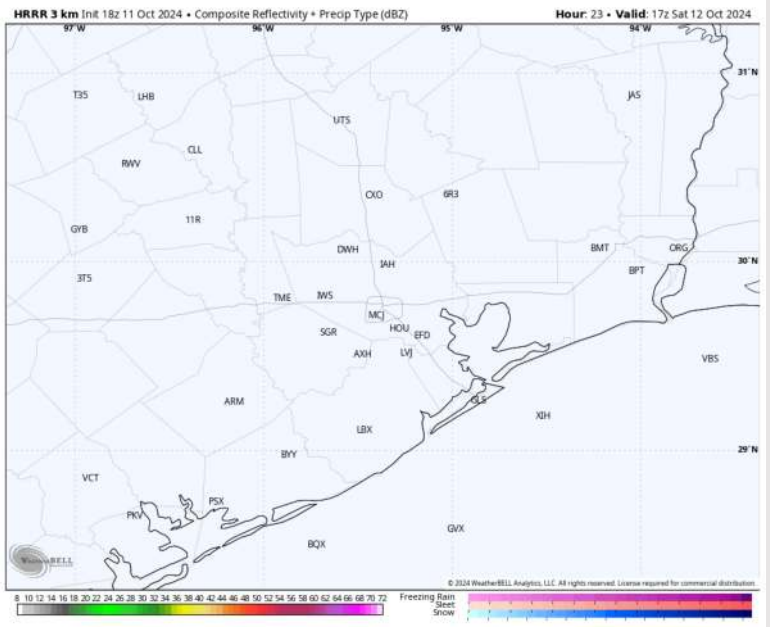 HRRR 3 km Init 18z 11 Oct 2024 • Composite Reflectivity + Precip Type (dBZ) Hour: 23 • Valid: 17z Sat 12 Oct 2024
97°W 96°W 95°W 94°W
31°N
T35 LHB JAS
UTS
CLL
RWV
CXO 6R3
11R
GYB
DWH BMT ORG
IAH 30°N
3T5 BPT
TME IWS
MCJ
SGR HOU EFD
AXH LVJ
VBS
ARM GLS
XIH
LBX
BYY 29°N
VCT
PSX
PKV
GVX
BQX
WeatherBELL
© 2024 WeatherBELL Analytics, LLC. All rights reserved. License required for commercial distribution.
8 10 12 14 16 18 20 22 24 26 28 30 32 34 36 38 40 42 44 46 48 50 52 53 54 56 58 60 62 64 66 68 70 72
Freezing Rain
Sleet
Snow